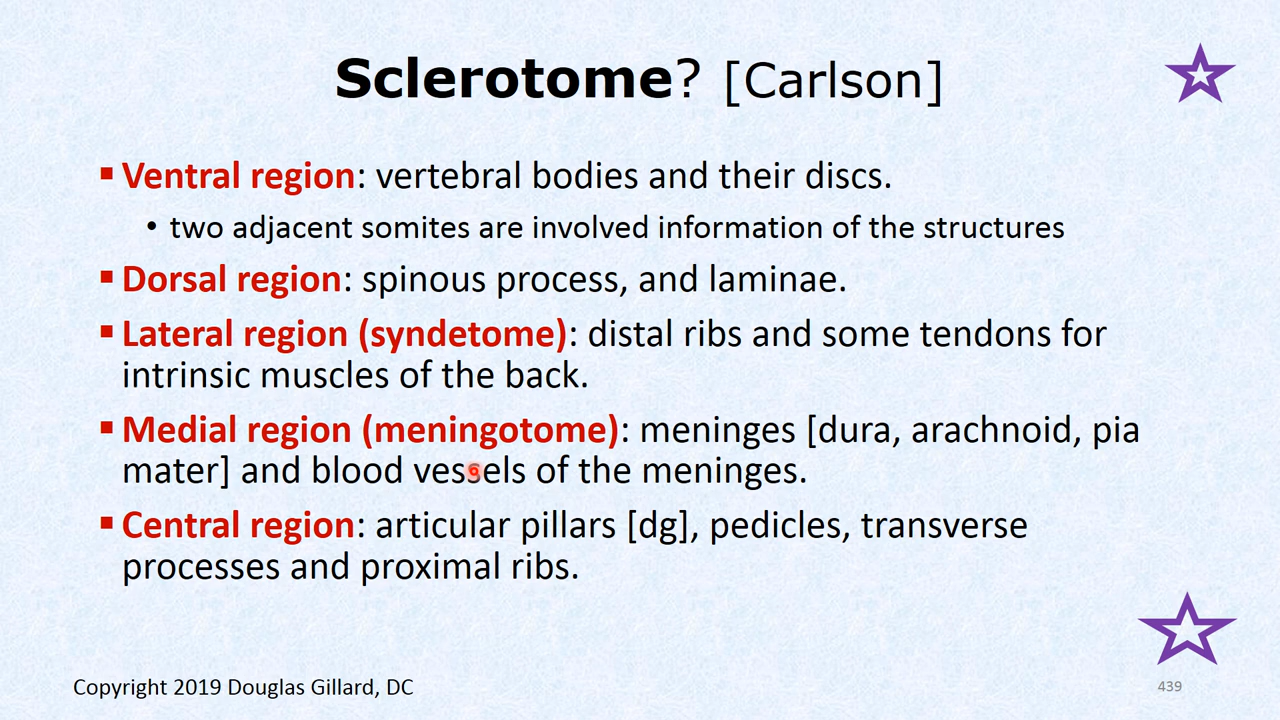 Sclerotome? [Carlson]
▪ Ventral region: vertebral bodies and their discs.
• two adjacent somites are involved information of the structures
▪ Dorsal region: spinous process, and laminae.
▪ Lateral region (syndetome): distal ribs and some tendons for
intrinsic muscles of the back.
▪ Medial region (meningotome): meninges [dura, arachnoid, pia
mater] and blood vessels of the meninges.
▪ Central region: articular pillars [dg], pedicles, transverse
processes and proximal ribs.
Copyright 2019 Douglas Gillard, DC
439